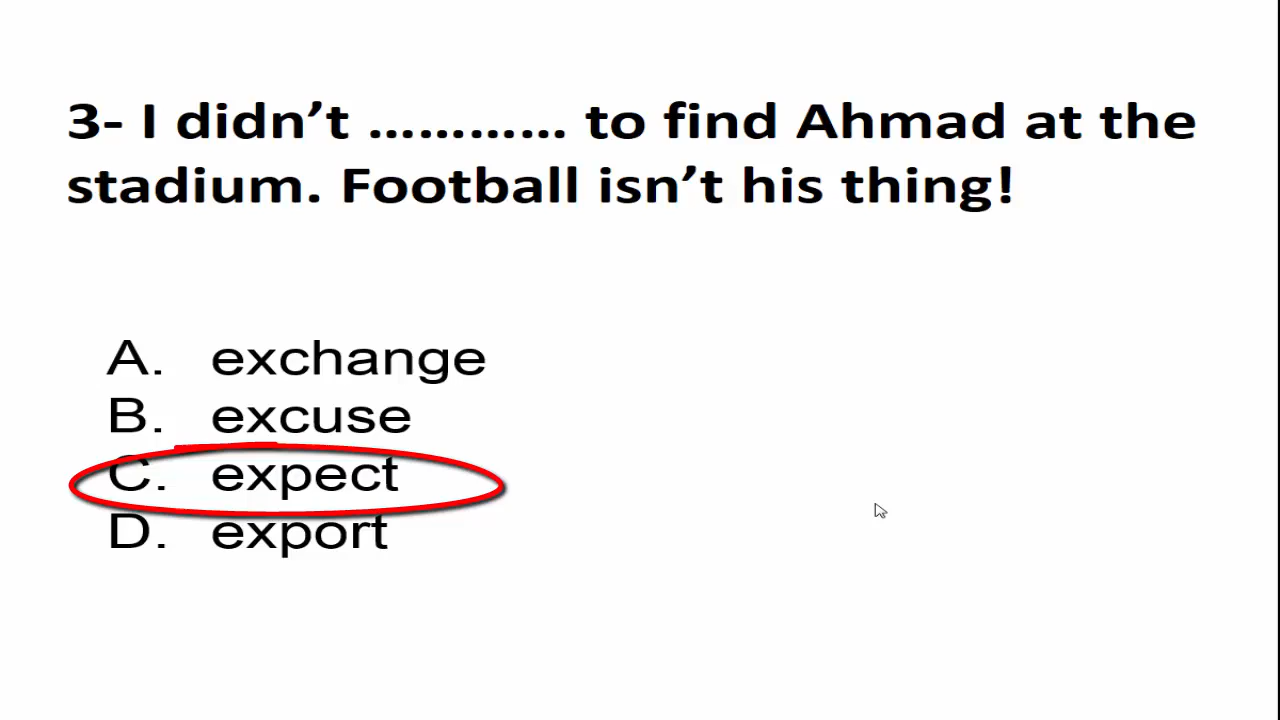 3- I didn’t ………… to find Ahmad at the
stadium. Football isn’t his thing!
A. exchange
B. excuse
C. expect
D. export